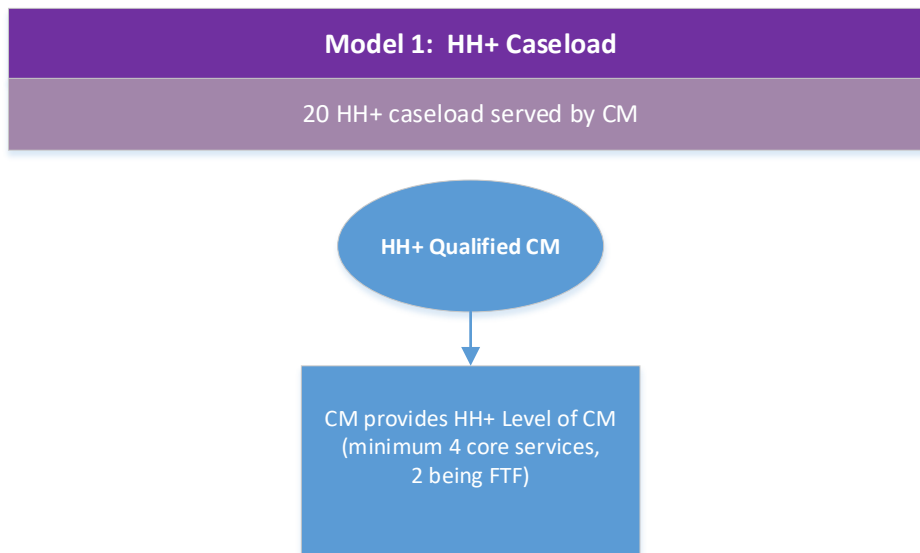 Model 1:  HH+ Caseload
20 HH+ caseload served by CM
HH+ Qualified CM
CM provides HH+ Level of CM
(minimum 4 core services,
2 being FTF)